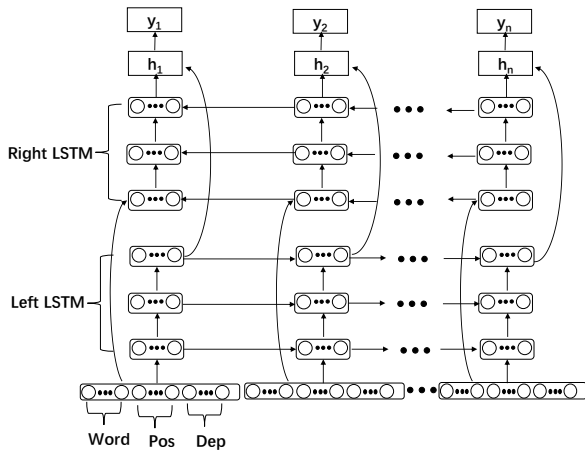 y1 y2 yn
h1 h2 hn
Right LSTM
Left LSTM
Word Pos Dep